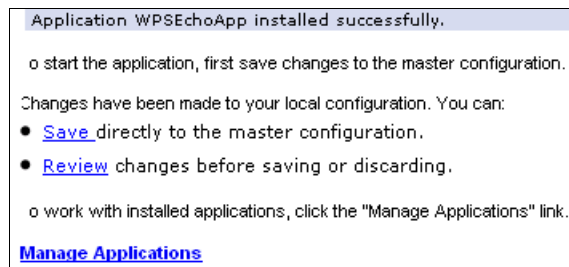 Application WPSEchoApp installed successfully.
o start the application, first save changes to the master configuration.
Changes have been made to your local configuration. You can:
• Save directly to the master configuration.
• Review changes before saving or discarding.
o work with installed applications, click the "Manage Applications" link.
Manage Applications